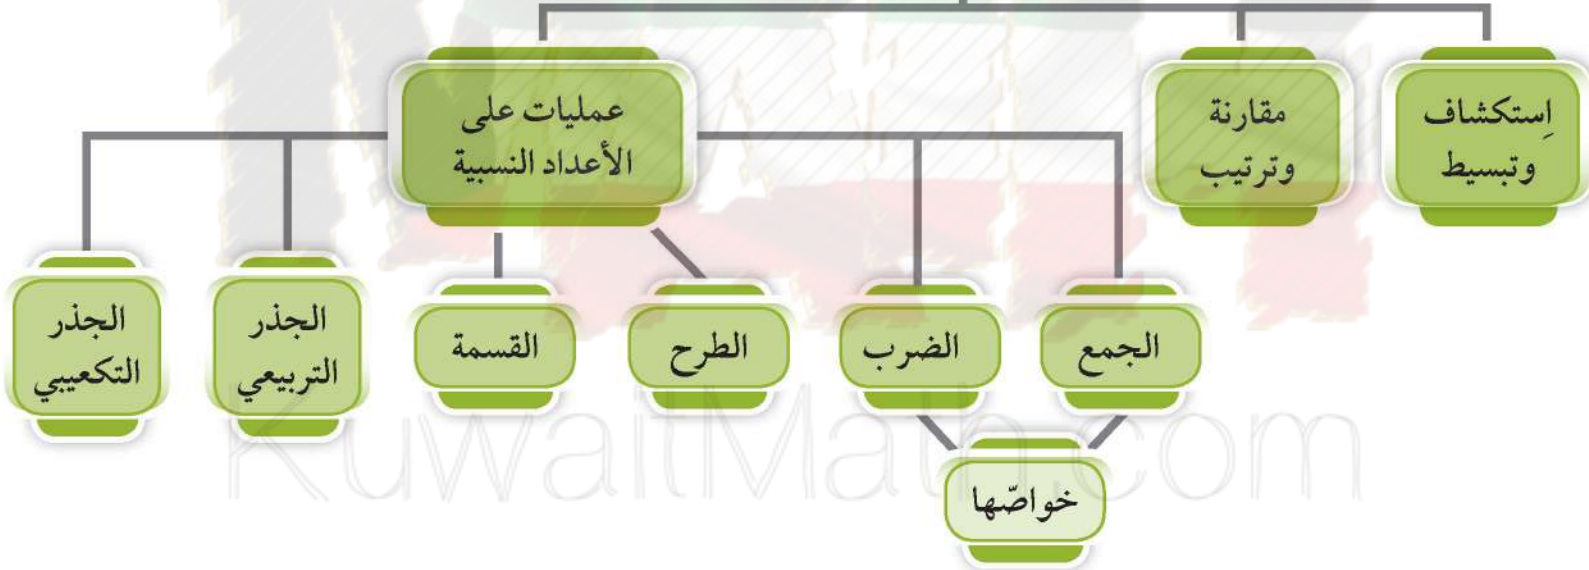 إستكشاف
وتبسيط
مقارنة
وترتيب
عمليات على
الأعداد النسبية
الجمع
الضرب
الطرح
القسمة
الجذر
التربيعي
الجذر
التكعيبي
خواصّها
KuwaitMath.com